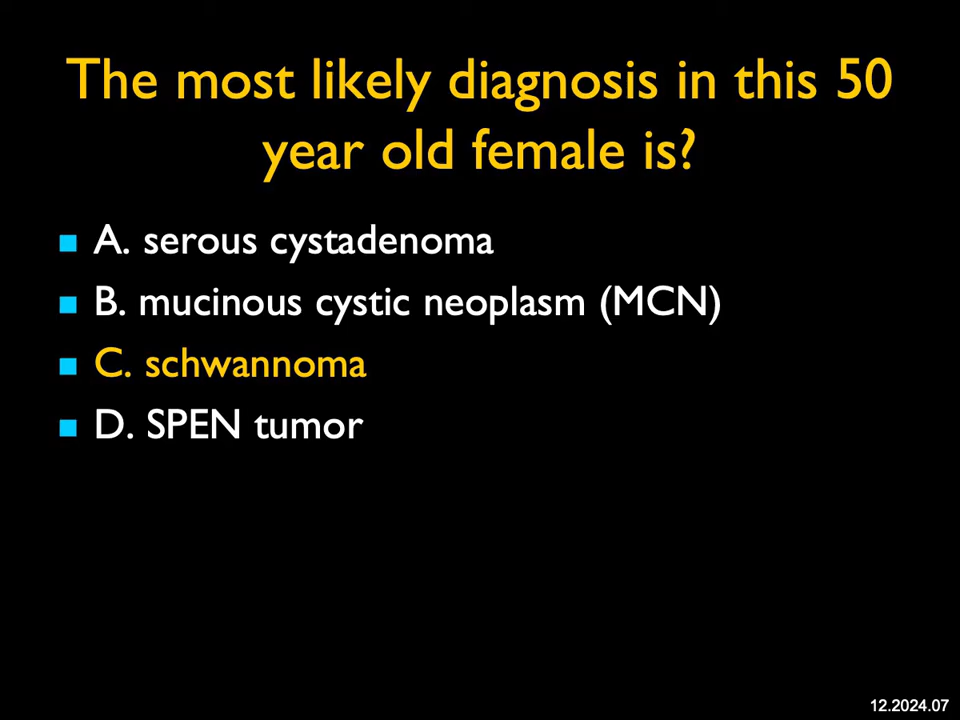 The most likely diagnosis in this 50
year old female is?
A. serous cystadenoma
B. mucinous cystic neoplasm (MCN)
C. schwannoma
D. SPEN tumor
12.2024.07